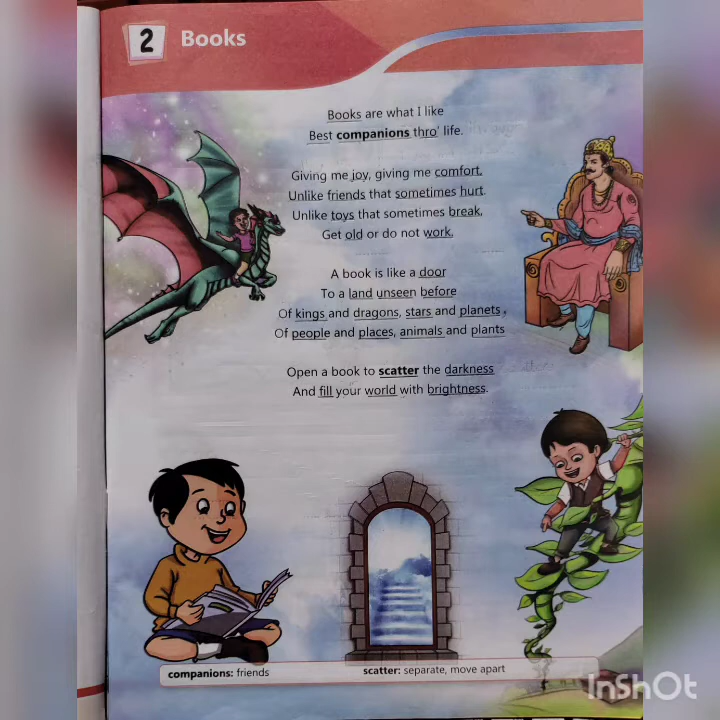 2 Books
Books are what I like
Best companions thro' life.
Giving me joy, giving me comfort.
Unlike friends that sometimes hurt.
Unlike toys that sometimes break,
Get old or do not work.
A book is like a door
To a land unseen before
Of kings and dragons, stars and planets,
Of people and places, animals and plants
Open a book to scatter the darkness
And fill your world with brightness.
companions: friends
scatter: separate, move apart
InShOt